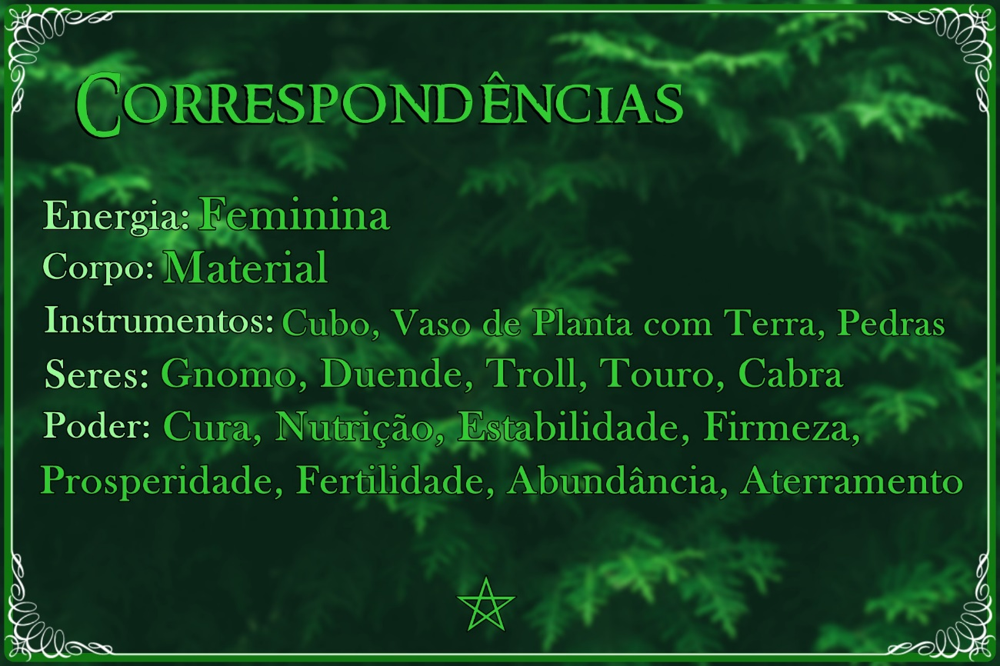 Correspondências
Energia: Feminina
Corpo: Material
Instrumentos: Cubo, Vaso de Planta com Terra, Pedras
Seres: Gnomo, Duende, Troll, Touro, Cabra
Poder: Cura, Nutrição, Estabilidade, Firmeza,
Prosperidade, Fertilidade, Abundância, Aterramento